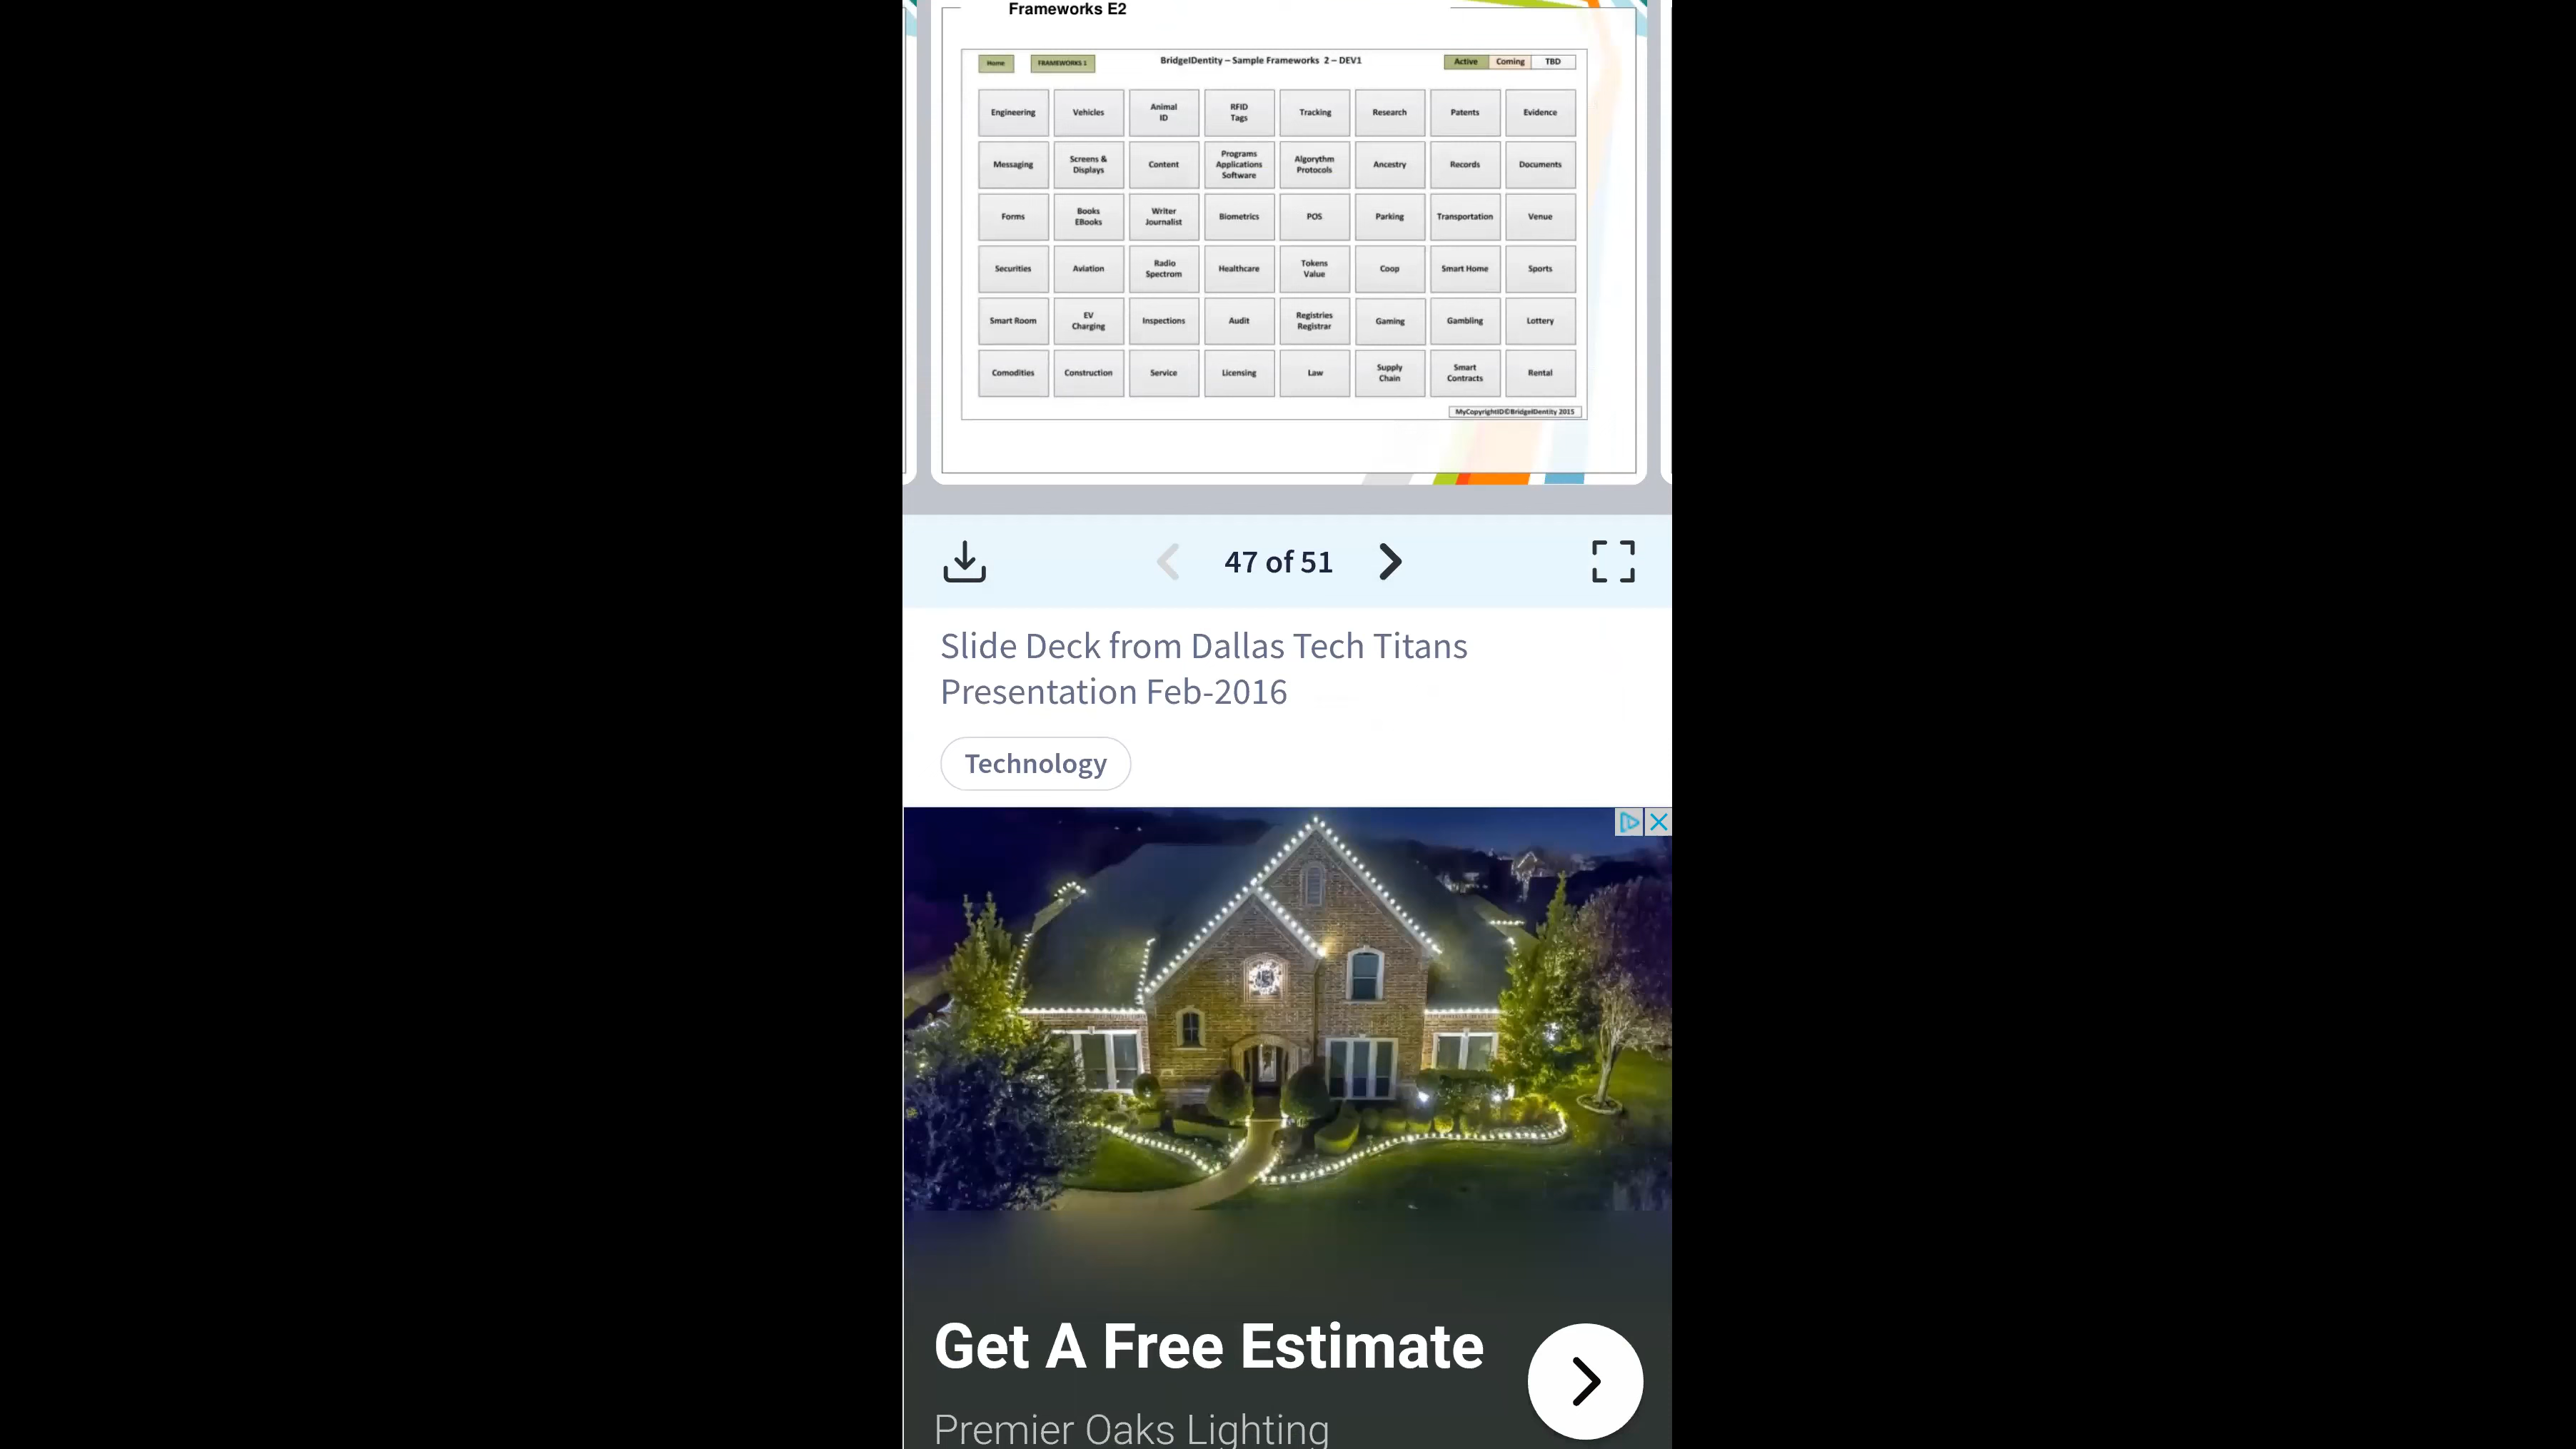 Frameworks E2
Home
FRAMEWORKS 1
BridgeIDentity – Sample Frameworks 2 – DEV1
Active
Coming
TBD
Engineering
Vehicles
Animal
ID
RFID
Tags
Tracking
Research
Patents
Evidence
Messaging
Screens &
Displays
Content
Programs
Applications
Software
Algorythm
Protocols
Ancestry
Records
Documents
Forms
Books
EBooks
Writer
Journalist
Biometrics
POS
Parking
Transportation
Venue
Securities
Aviation
Radio
Spectrom
Healthcare
Tokens
Value
Coop
Smart Home
Sports
Smart Room
EV
Charging
Inspections
Audit
Registries
Registrar
Gaming
Gambling
Lottery
Comodities
Construction
Service
Licensing
Law
Supply
Chain
Smart
Contracts
Rental
MyCopyrightID©BridgeIDentity 2015
47 of 51
Slide Deck from Dallas Tech Titans
Presentation Feb-2016
Technology
Get A Free Estimate
Premier Oaks Lighting